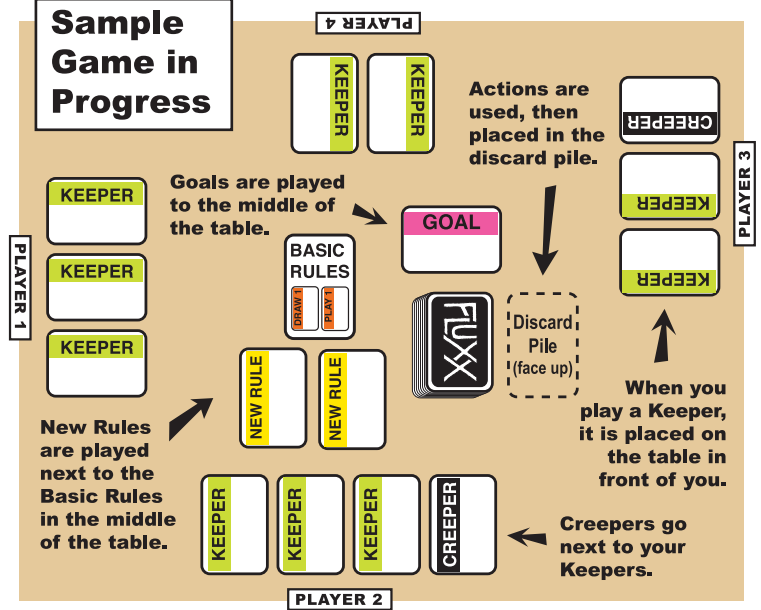 Sample
Game in
Progress
PLAYER 4
KEEPER
KEEPER
Actions are
used, then
placed in the
discard pile.
CREEPER
KEEPER
KEEPER
PLAYER 3
Goals are played
to the middle of
the table.
GOAL
KEEPER
KEEPER
KEEPER
PLAYER 1
BASIC
RULES
DRAW 1
PLAY 1
FLUXX
Discard
Pile
(face up)
NEW RULE
NEW RULE
When you
play a Keeper,
it is placed on
the table in
front of you.
New Rules
are played
next to the
Basic Rules
in the middle
of the table.
KEEPER
KEEPER
KEEPER
CREEPER
Creepers go
next to your
Keepers.
PLAYER 2